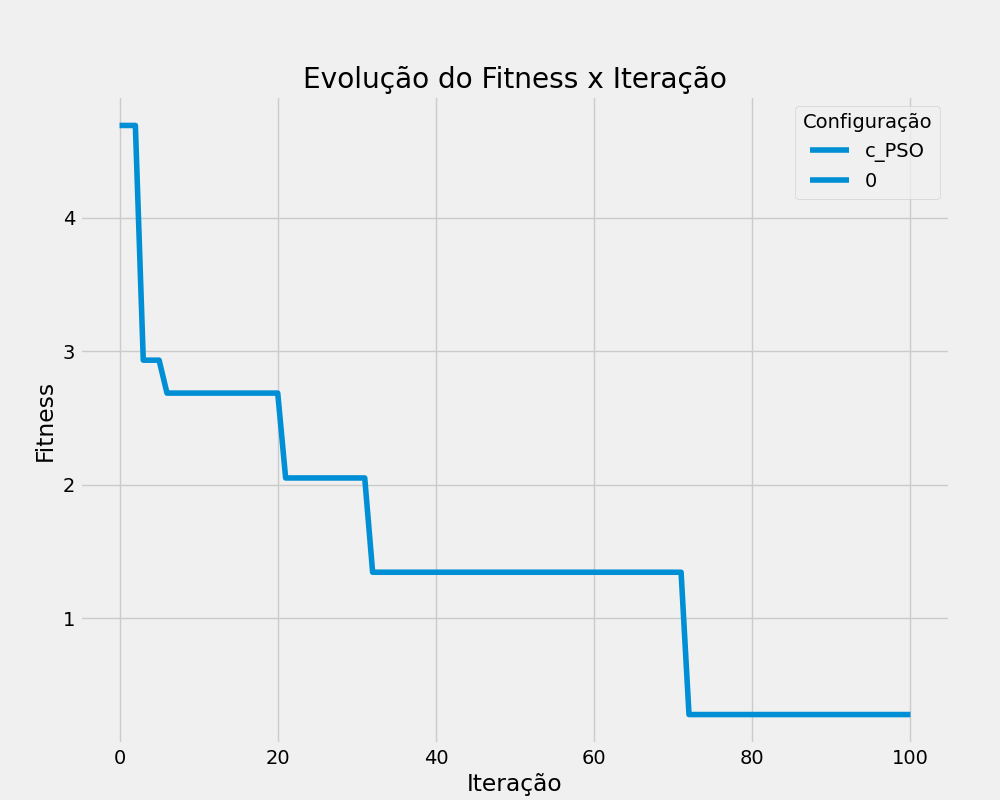 Evolução do Fitness x Iteração
Configuração
c_PSO
0
Fitness
4
3
2
1
0 20 40 60 80 100
Iteração